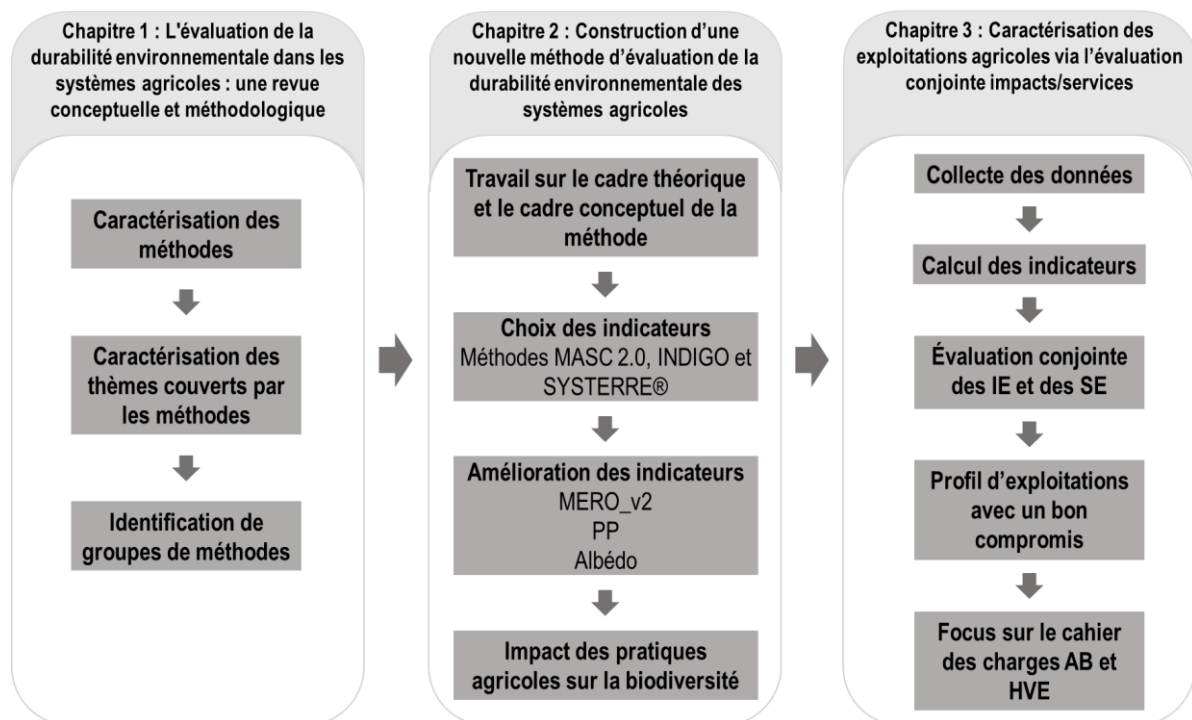 Chapitre 1 : L'évaluation de la
durabilité environnementale dans les
systèmes agricoles : une revue
conceptuelle et méthodologique
Caractérisation des
méthodes
Caractérisation des
thèmes couverts par
les méthodes
Identification de
groupes de méthodes
Chapitre 2 : Construction d’une
nouvelle méthode d’évaluation de la
durabilité environnementale des
systèmes agricoles
Travail sur le cadre théorique
et le cadre conceptuel de la
méthode
Choix des indicateurs
Méthodes MASC 2.0, INDIGO et
SYSTERRE®
Amélioration des indicateurs
MERO_v2
PP
Albédo
Impact des pratiques
agricoles sur la biodiversité
Chapitre 3 : Caractérisation des
exploitations agricoles via l’évaluation
conjointe impacts/services
Collecte des données
Calcul des indicateurs
Évaluation conjointe
des IE et des SE
Profil d’exploitations
avec un bon
compromis
Focus sur le cahier
des charges AB et
HVE